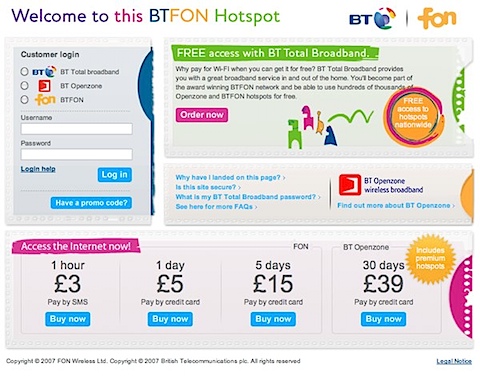 Welcome to this BTFON Hotspot
BT fon
Customer login
BT BT Total broadband
BT Openzone
fon BTFON
Username
Password
Login help
Log in
Have a promo code?
FREE access with BT Total Broadband.
Why pay for Wi-Fi when you can get it for free? BT Total Broadband provides
you with a great broadband service in and out of the home. You'll become part of
the award winning BTFON network and be able to use hundreds of thousands of
Openzone and BTFON hotspots for free.
Order now
FREE
access to
hotspots
nationwide
Why have I landed on this page? ›
Is this site secure? ›
What is my BT Total Broadband password? ›
See here for more FAQs ›
BT Openzone
wireless broadband
Find out more about BT Openzone ›
Access the Internet now!
FON
BT Openzone
Includes
premium
hotspots
1 hour
£3
Pay by SMS
Buy now
1 day
£5
Pay by credit card
Buy now
5 days
£15
Pay by credit card
Buy now
30 days
£39
Pay by credit card
Buy now
Copyright © 2007 FON Wireless Ltd. Copyright © 2007 British Telecommunications plc. All rights reserved
Legal Notice